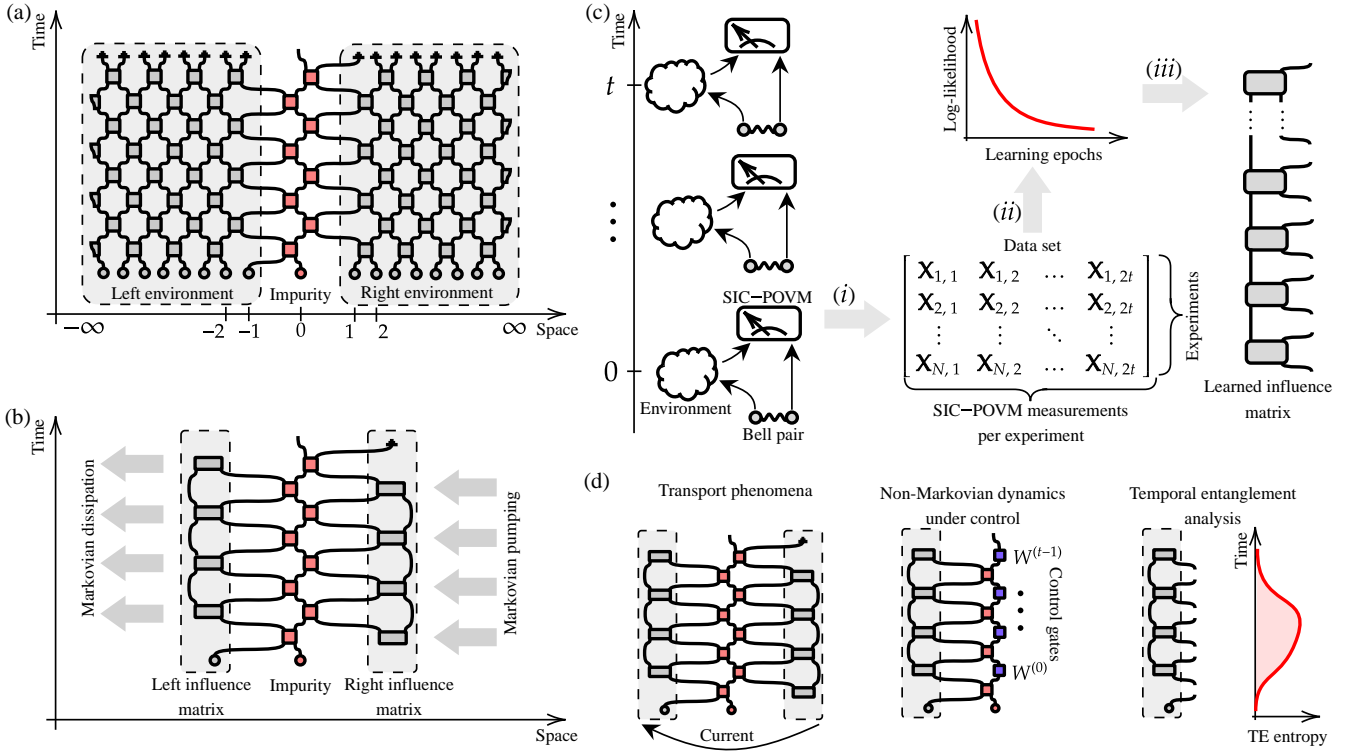 (a)
Time
Left environment
Impurity
Right environment
−∞
−2
−1
0
1
2
∞
Space
(b)
Time
Markovian dissipation
Markovian pumping
Left influence
matrix
Impurity
Right influence
matrix
Space
(c)
Time
t
0
SIC−POVM
Environment
Bell pair
(i)
Log−likelihood
Learning epochs
(ii)
Data set
X1, 1 X1, 2 ... X1, 2t
X2, 1 X2, 2 ... X2, 2t
⋮ ⋮ ⋱ ⋮
XN, 1 XN, 2 ... XN, 2t
Experiments
SIC−POVM measurements
per experiment
(iii)
Learned influence
matrix
(d)
Transport phenomena
Current
Non-Markovian dynamics
under control
W(t−1)
Control gates
W(0)
Temporal entanglement
analysis
Time
TE entropy